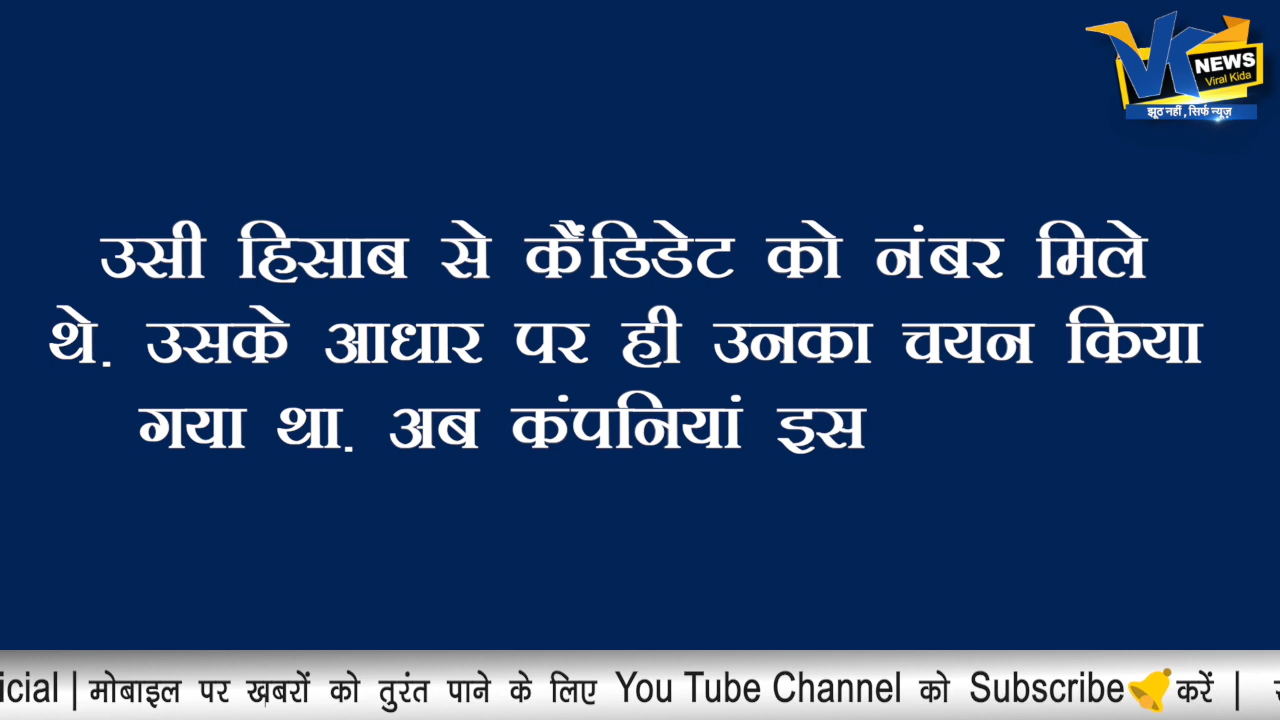 NEWS
Viral Kida
झूठ नहीं , सिर्फ न्यूज़
उसी हिसाब से कैंडिडेट को नंबर मिले
थे. उसके आधार पर ही उनका चयन किया
गया था. अब कंपनियां इस
icial | मोबाइल पर ख़बरों को तुरंत पाने के लिए You Tube Channel को Subscribe करें |